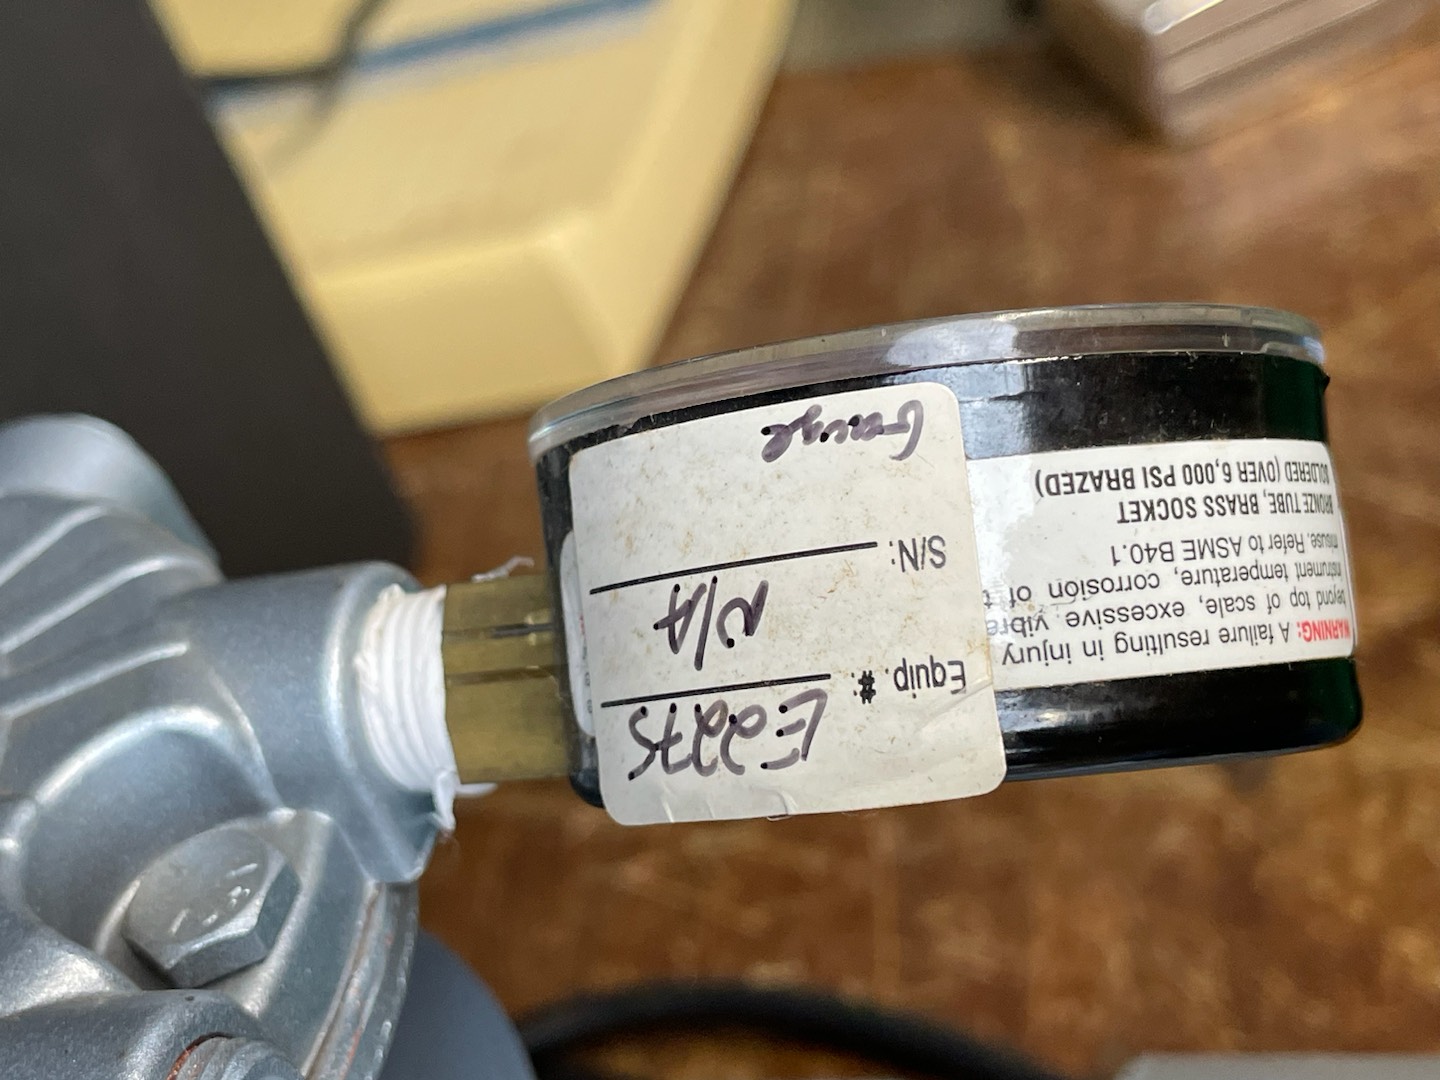 E2275
Equip. #:
N/A
S/N:
Gauge
WARNING: A failure resulting in injury
beyond top of scale, excessive vibra
instrument temperature, corrosion of t
misuse. Refer to ASME B40.1
BRONZE TUBE, BRASS SOCKET
SOLDERED (OVER 6,000 PSI BRAZED)